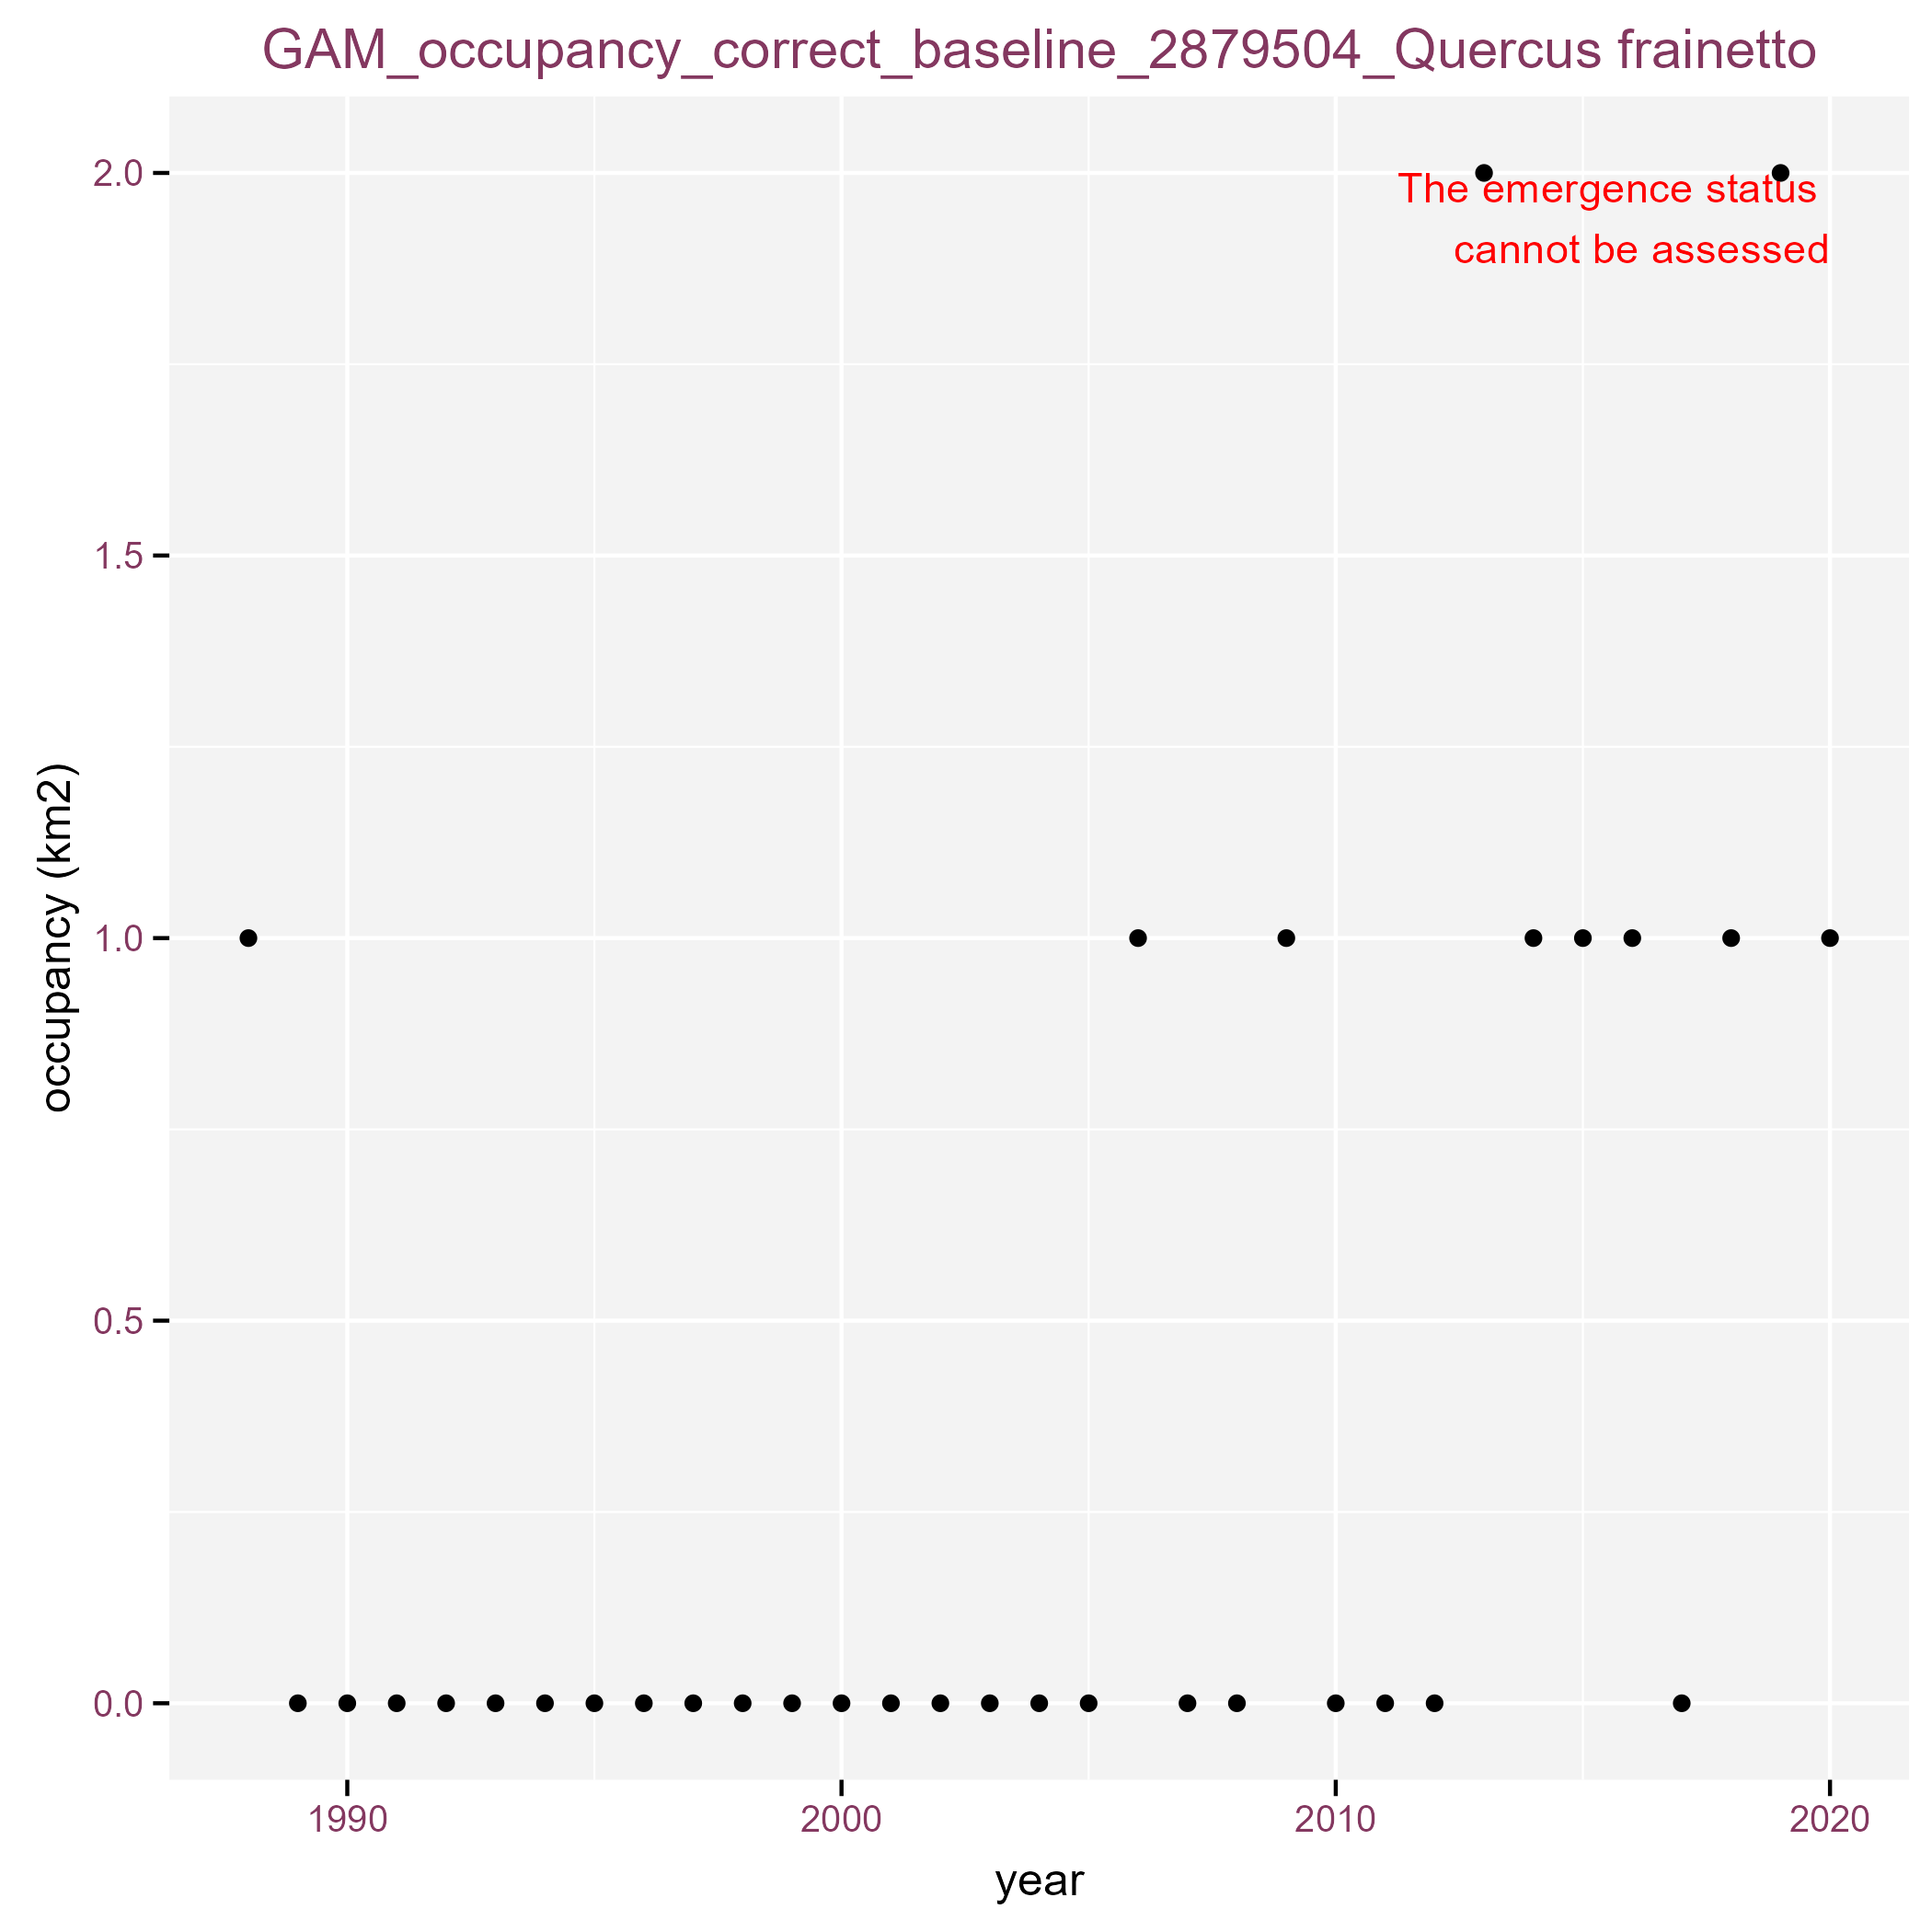 GAM_occupancy_correct_baseline_2879504_Quercus frainetto
2.0
The emergence status
cannot be assessed
1.5
occupancy (km2)
1.0
0.5
0.0
1990 2000 2010 2020
year